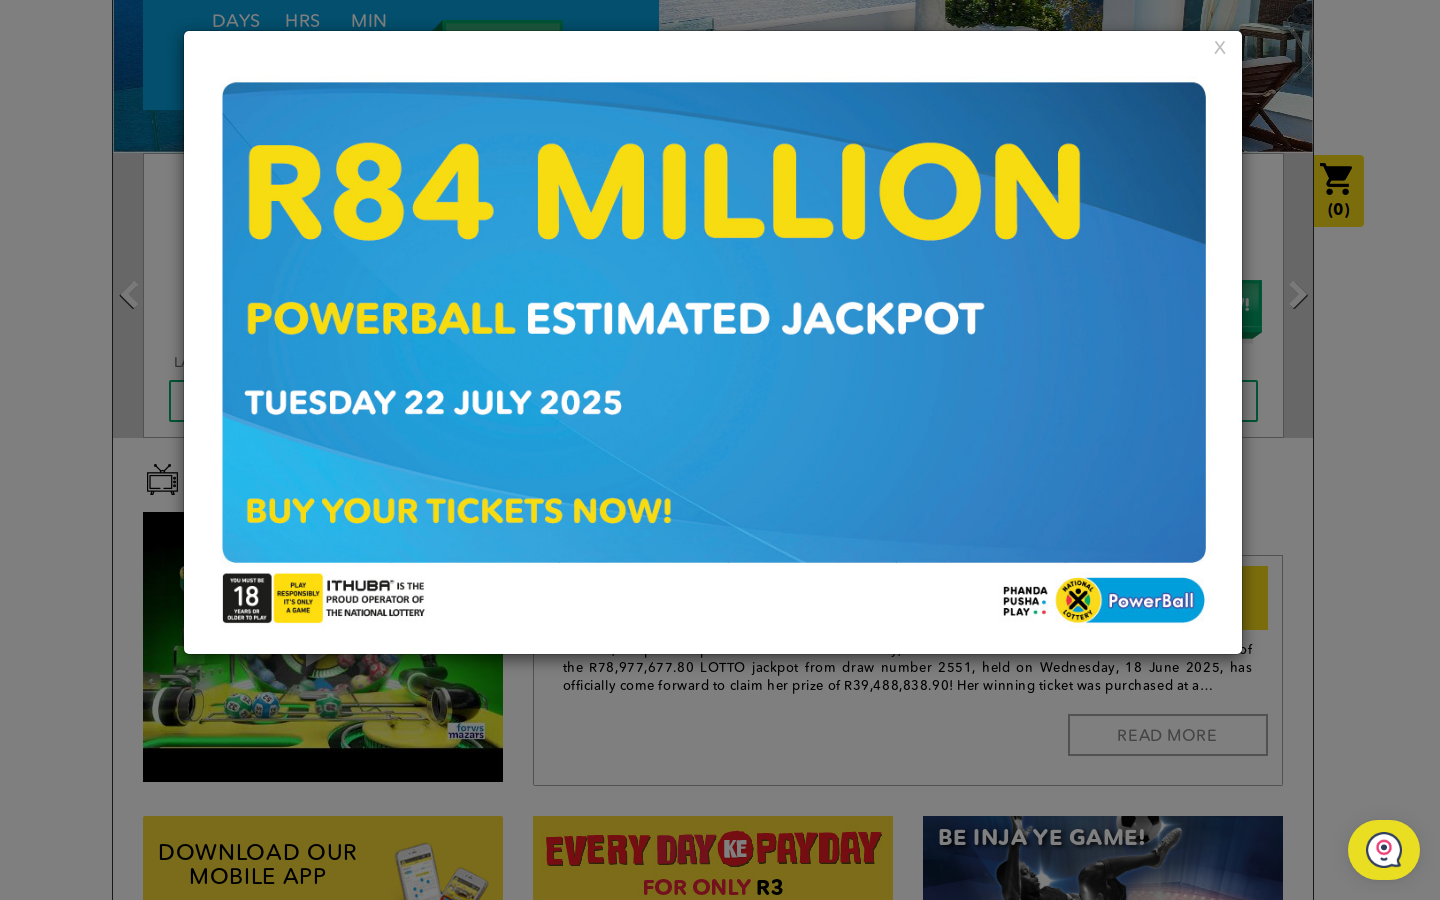 DAYS HRS MIN
X
R84 MILLION
POWERBALL ESTIMATED JACKPOT
TUESDAY 22 JULY 2025
BUY YOUR TICKETS NOW!
YOU MUST BE
18
YEARS OR
OLDER TO PLAY
PLAY
RESPONSIBLY
IT'S ONLY
A GAME
ITHUBA® IS THE
PROUD OPERATOR OF
THE NATIONAL LOTTERY
PHANDA
PUSHA
PLAY
NATIONAL
LOTTERY
PowerBall
(0)
of
the R78,977,677.80 LOTTO jackpot from draw number 2551, held on Wednesday, 18 June 2025, has
officially come forward to claim her prize of R39,488,838.90! Her winning ticket was purchased at a...
READ MORE
forvis
mazars
DOWNLOAD OUR
MOBILE APP
EVERY DAY KE PAYDAY
FOR ONLY R3
BE INJA YE GAME!